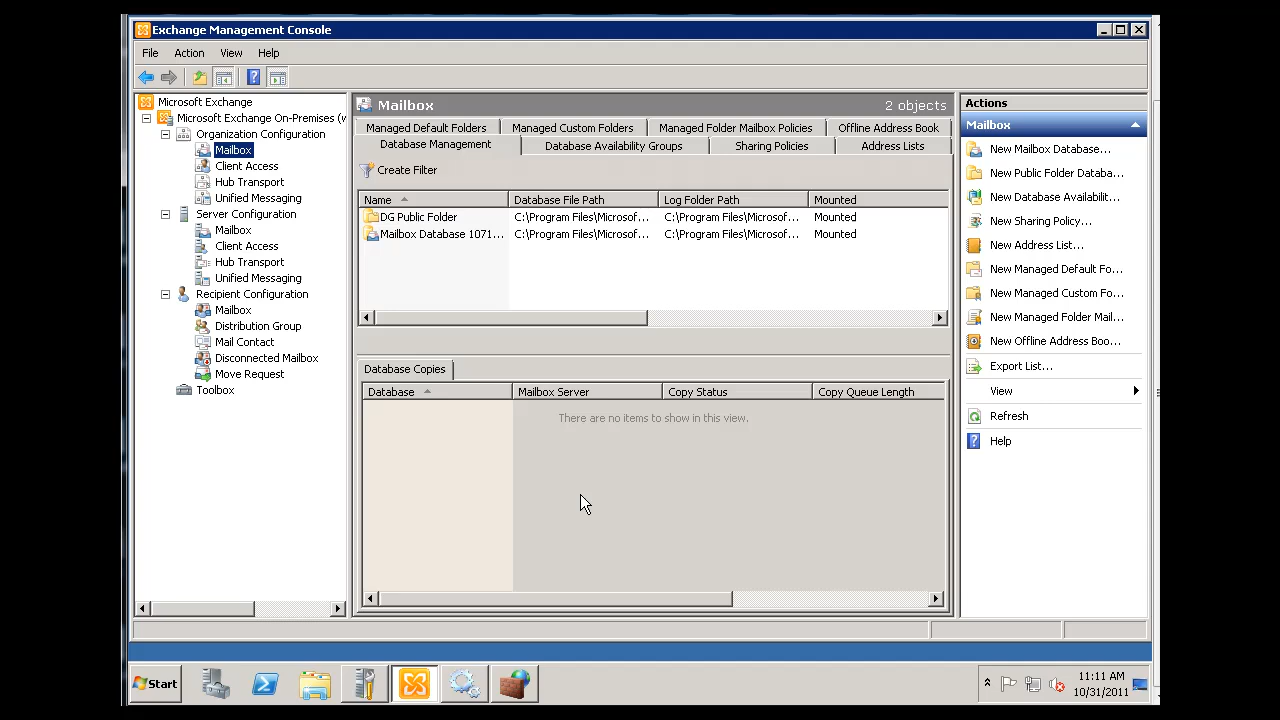 Exchange Management Console
File Action View Help
Microsoft Exchange
Microsoft Exchange On-Premises (w
Organization Configuration
Mailbox
Client Access
Hub Transport
Unified Messaging
Server Configuration
Mailbox
Client Access
Hub Transport
Unified Messaging
Recipient Configuration
Mailbox
Distribution Group
Mail Contact
Disconnected Mailbox
Move Request
Toolbox
Mailbox 2 objects
Managed Default Folders Managed Custom Folders Managed Folder Mailbox Policies Offline Address Book
Database Management Database Availability Groups Sharing Policies Address Lists
Create Filter
Name Database File Path Log Folder Path Mounted
DG Public Folder C:\Program Files\Microsof... C:\Program Files\Microsof... Mounted
Mailbox Database 1071... C:\Program Files\Microsof... C:\Program Files\Microsof... Mounted
Database Copies
Database Mailbox Server Copy Status Copy Queue Length
There are no items to show in this view.
Actions
Mailbox
New Mailbox Database...
New Public Folder Databa...
New Database Availabilit...
New Sharing Policy...
New Address List...
New Managed Default Fo...
New Managed Custom Fo...
New Managed Folder Mail...
New Offline Address Boo...
Export List...
View
Refresh
Help
Start
11:11 AM
10/31/2011